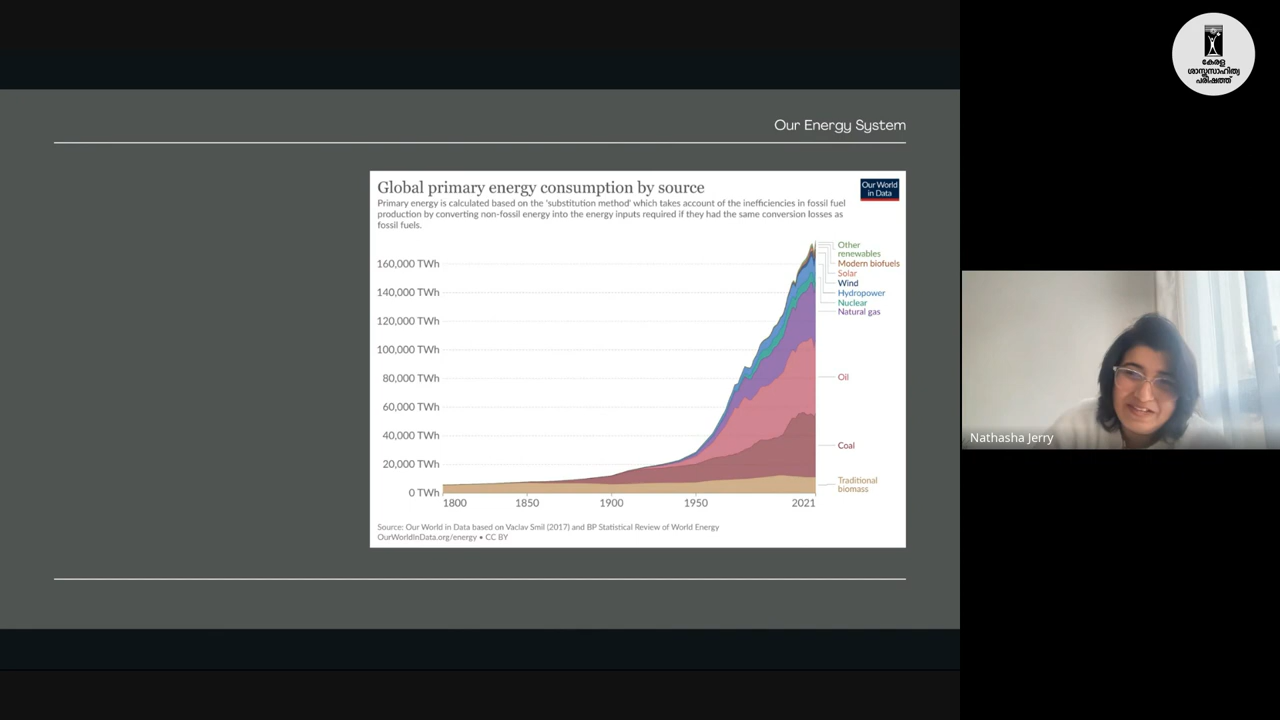 Our Energy System
Global primary energy consumption by source
Primary energy is calculated based on the 'substitution method' which takes account of the inefficiencies in fossil fuel
production by converting non-fossil energy into the energy inputs required if they had the same conversion losses as
fossil fuels.
Our World
in Data
160,000 TWh
140,000 TWh
120,000 TWh
100,000 TWh
80,000 TWh
60,000 TWh
40,000 TWh
20,000 TWh
0 TWh
1800
1850
1900
1950
2021
Other
renewables
Modern biofuels
Solar
Wind
Hydropower
Nuclear
Natural gas
Oil
Coal
Traditional
biomass
Source: Our World in Data based on Vaclav Smil (2017) and BP Statistical Review of World Energy
OurWorldInData.org/energy • CC BY
കേരള
ശാസ്ത്രസാഹിത്യ
പരിഷത്ത്
Nathasha Jerry